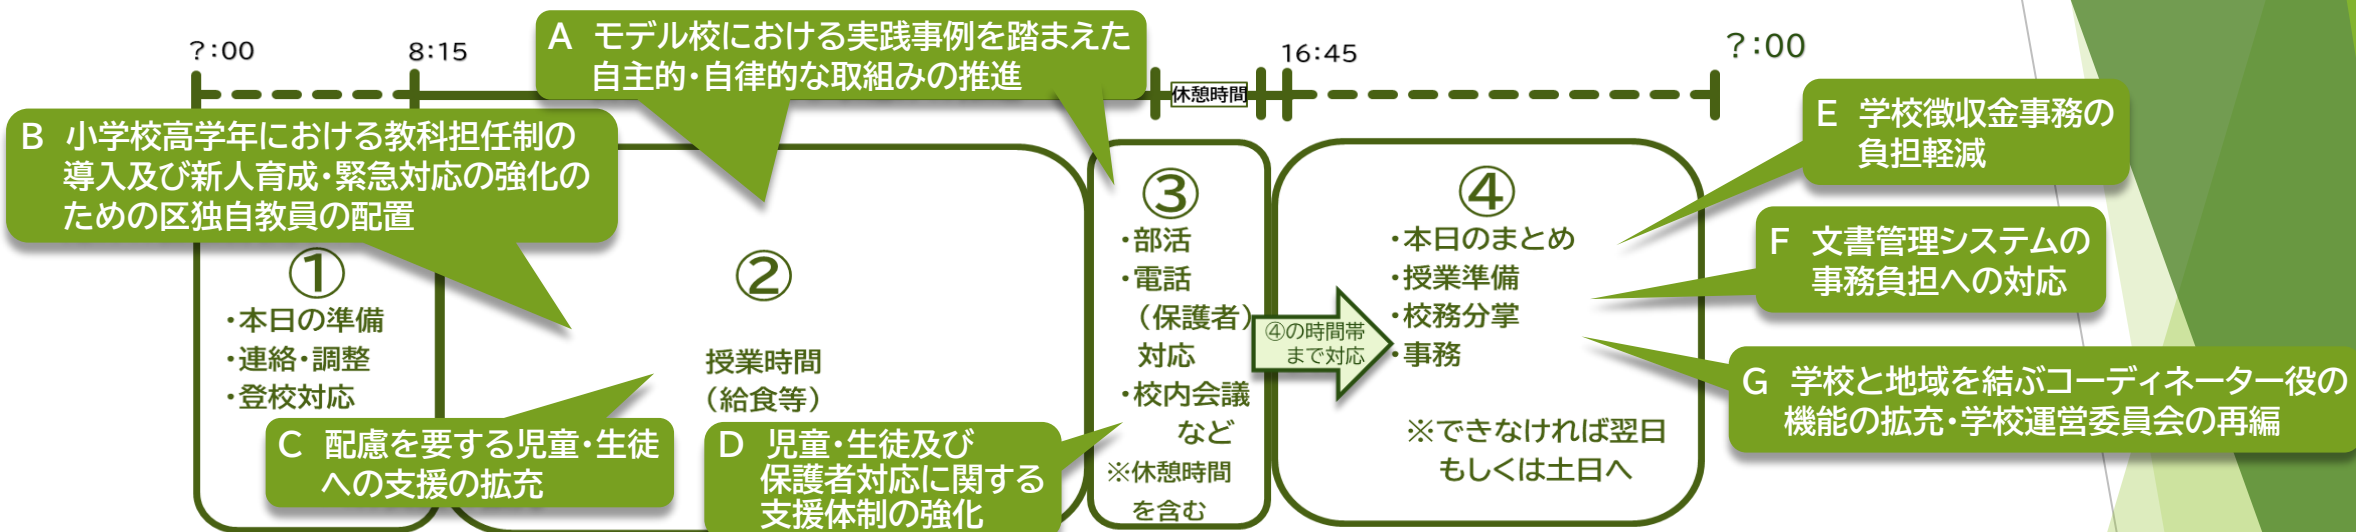 ?:00
8:15
A モデル校における実践事例を踏まえた
自主的・自律的な取組みの推進
休憩時間
16:45
?:00
B 小学校高学年における教科担任制の
導入及び新人育成・緊急対応の強化の
ための区独自教員の配置
①
・本日の準備
・連絡・調整
・登校対応
②
授業時間
（給食等）
C 配慮を要する児童・生徒
への支援の拡充
D 児童・生徒及び
保護者対応に関する
支援体制の強化
③
・部活
・電話
（保護者）
対応
・校内会議
など
※休憩時間
を含む
④の時間帯
まで対応
④
・本日のまとめ
・授業準備
・校務分掌
・事務
※できなければ翌日
もしくは土日へ
E 学校徴収金事務の
負担軽減
F 文書管理システムの
事務負担への対応
G 学校と地域を結ぶコーディネーター役の
機能の拡充・学校運営委員会の再編